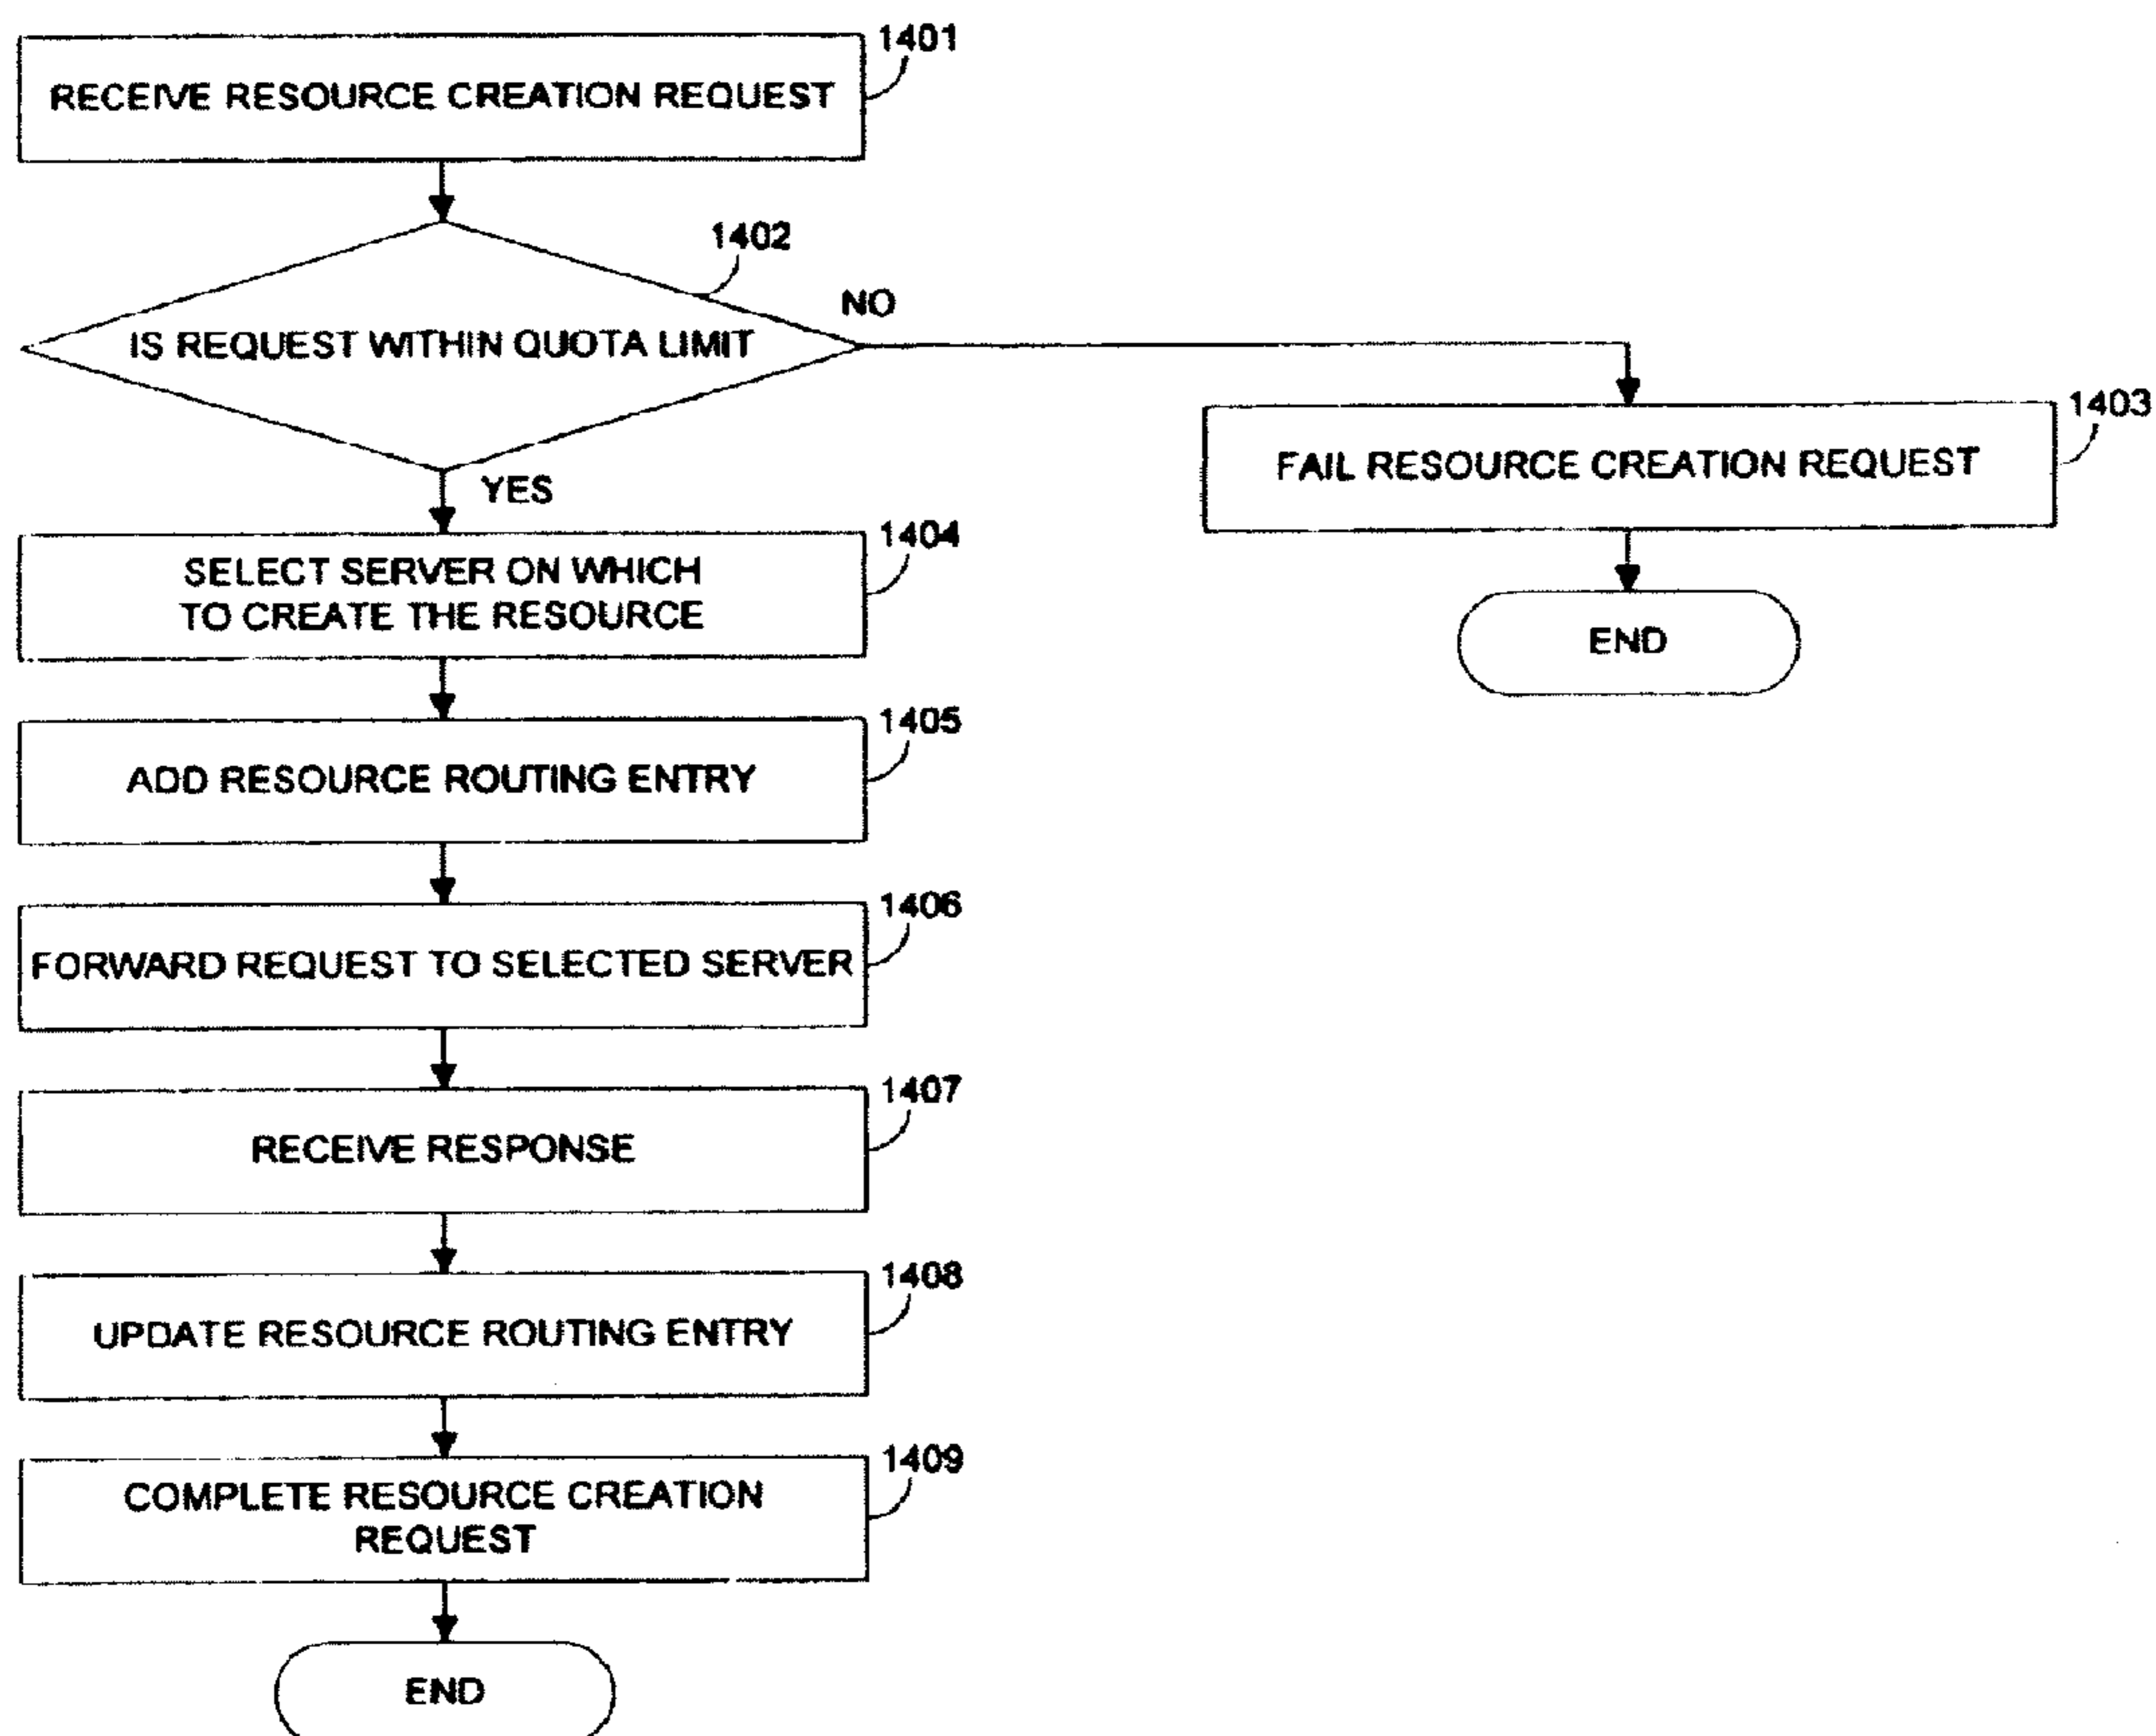 1401
RECEIVE RESOURCE CREATION REQUEST
1402
IS REQUEST WITHIN QUOTA LIMIT
NO
1403
FAIL RESOURCE CREATION REQUEST
END
YES
1404
SELECT SERVER ON WHICH
TO CREATE THE RESOURCE
1405
ADD RESOURCE ROUTING ENTRY
1406
FORWARD REQUEST TO SELECTED SERVER
1407
RECEIVE RESPONSE
1408
UPDATE RESOURCE ROUTING ENTRY
1409
COMPLETE RESOURCE CREATION
REQUEST
END